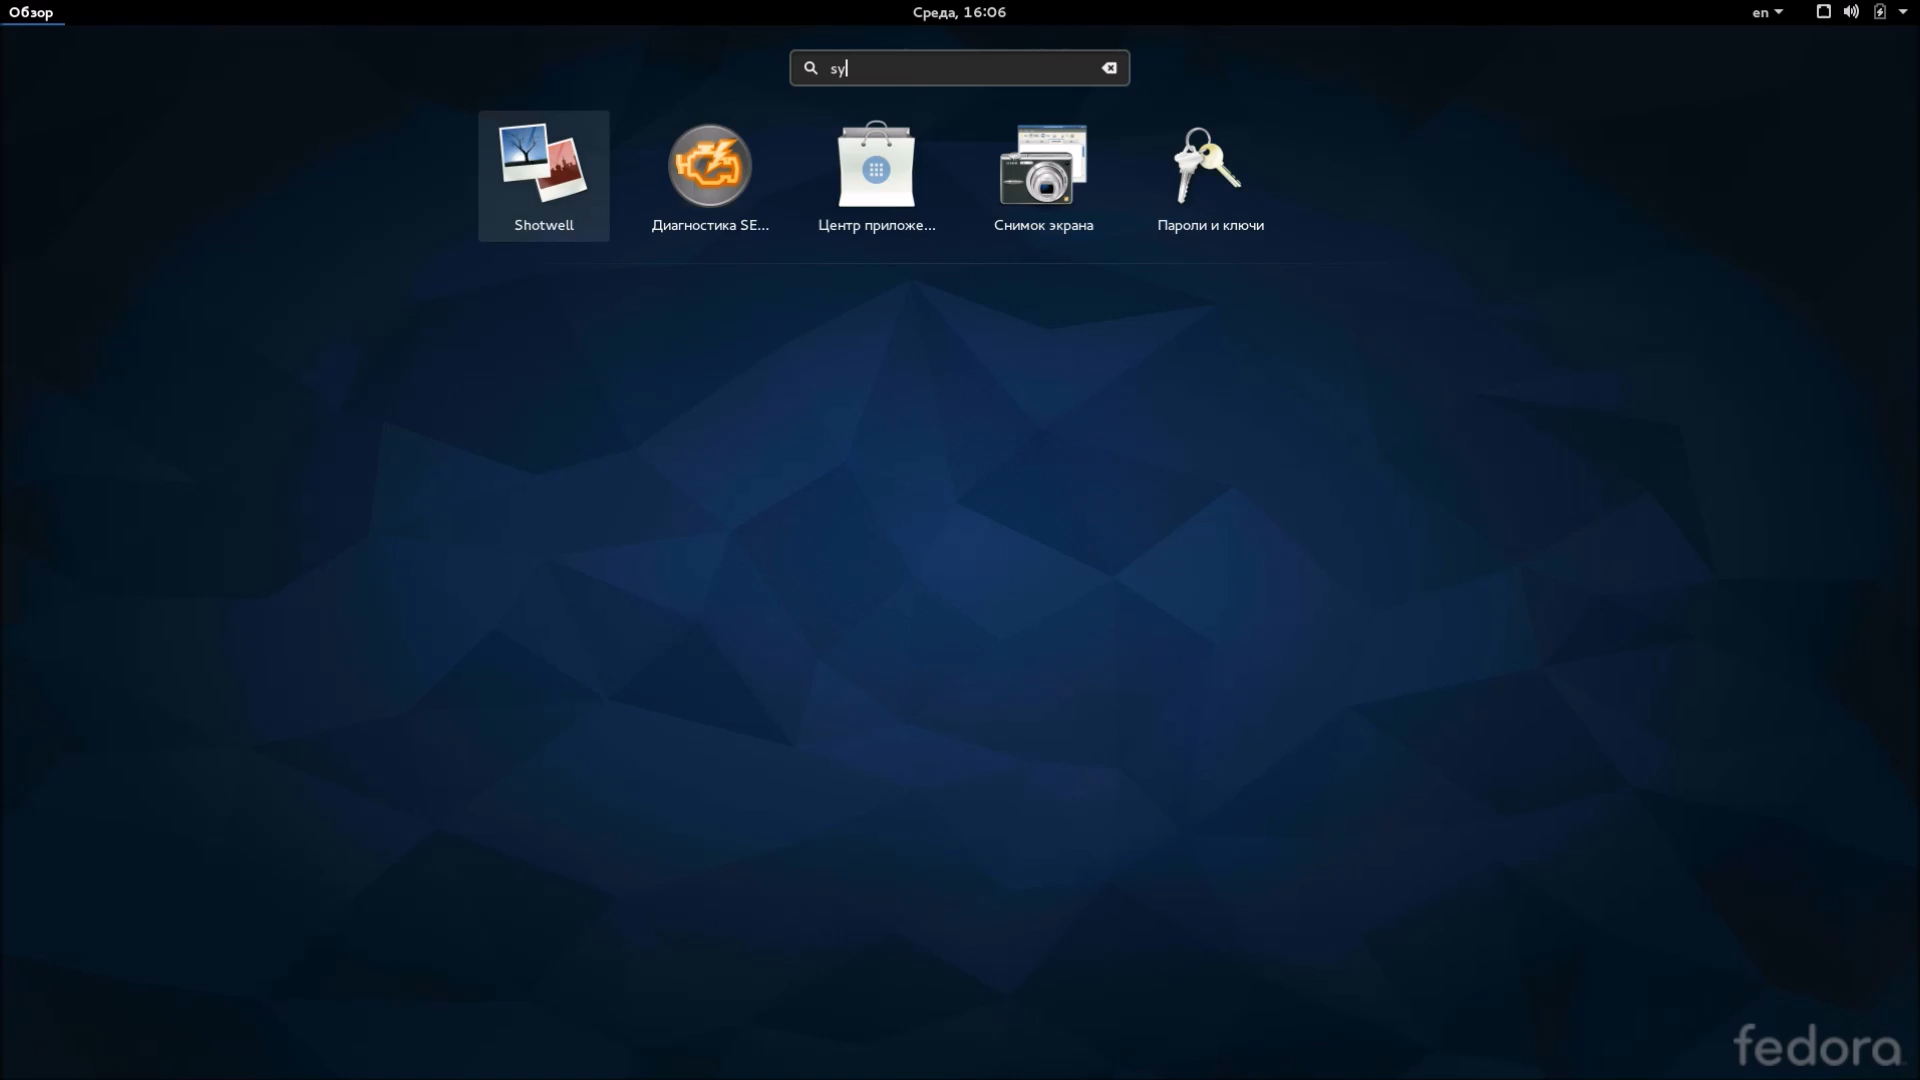 Обзор
Среда, 16:06
en
sy
Shotwell
Диагностика SE...
Центр приложе...
Снимок экрана
Пароли и ключи
fedora